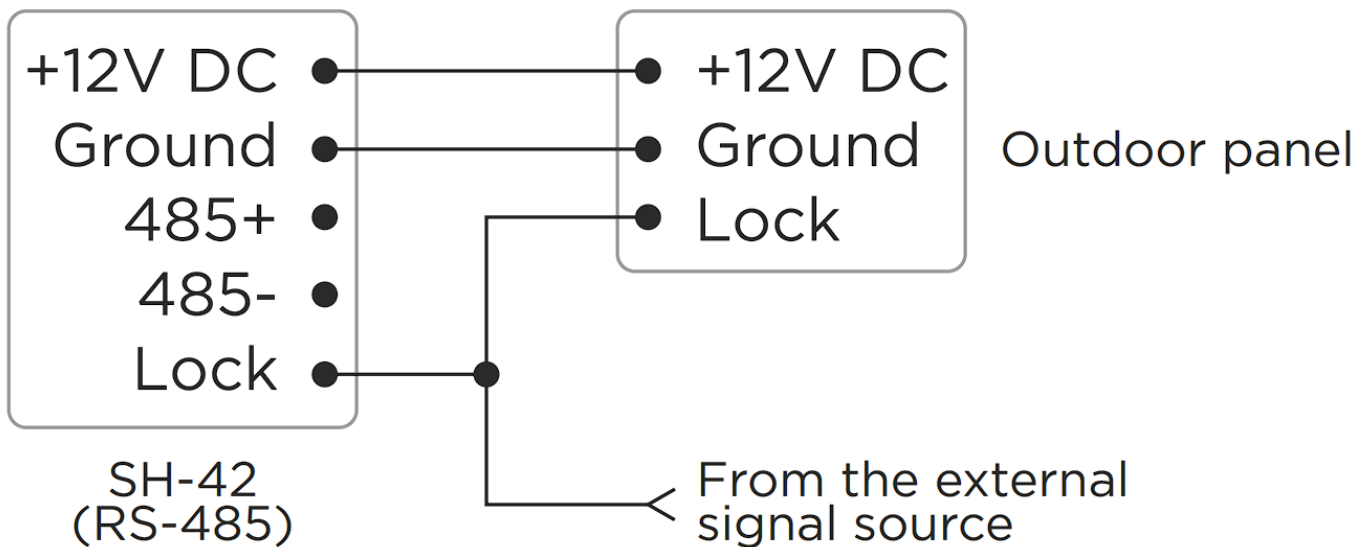 +12V DC
Ground
485+
485-
Lock
SH-42
(RS-485)
+12V DC
Ground
Lock
Outdoor panel
From the external
signal source